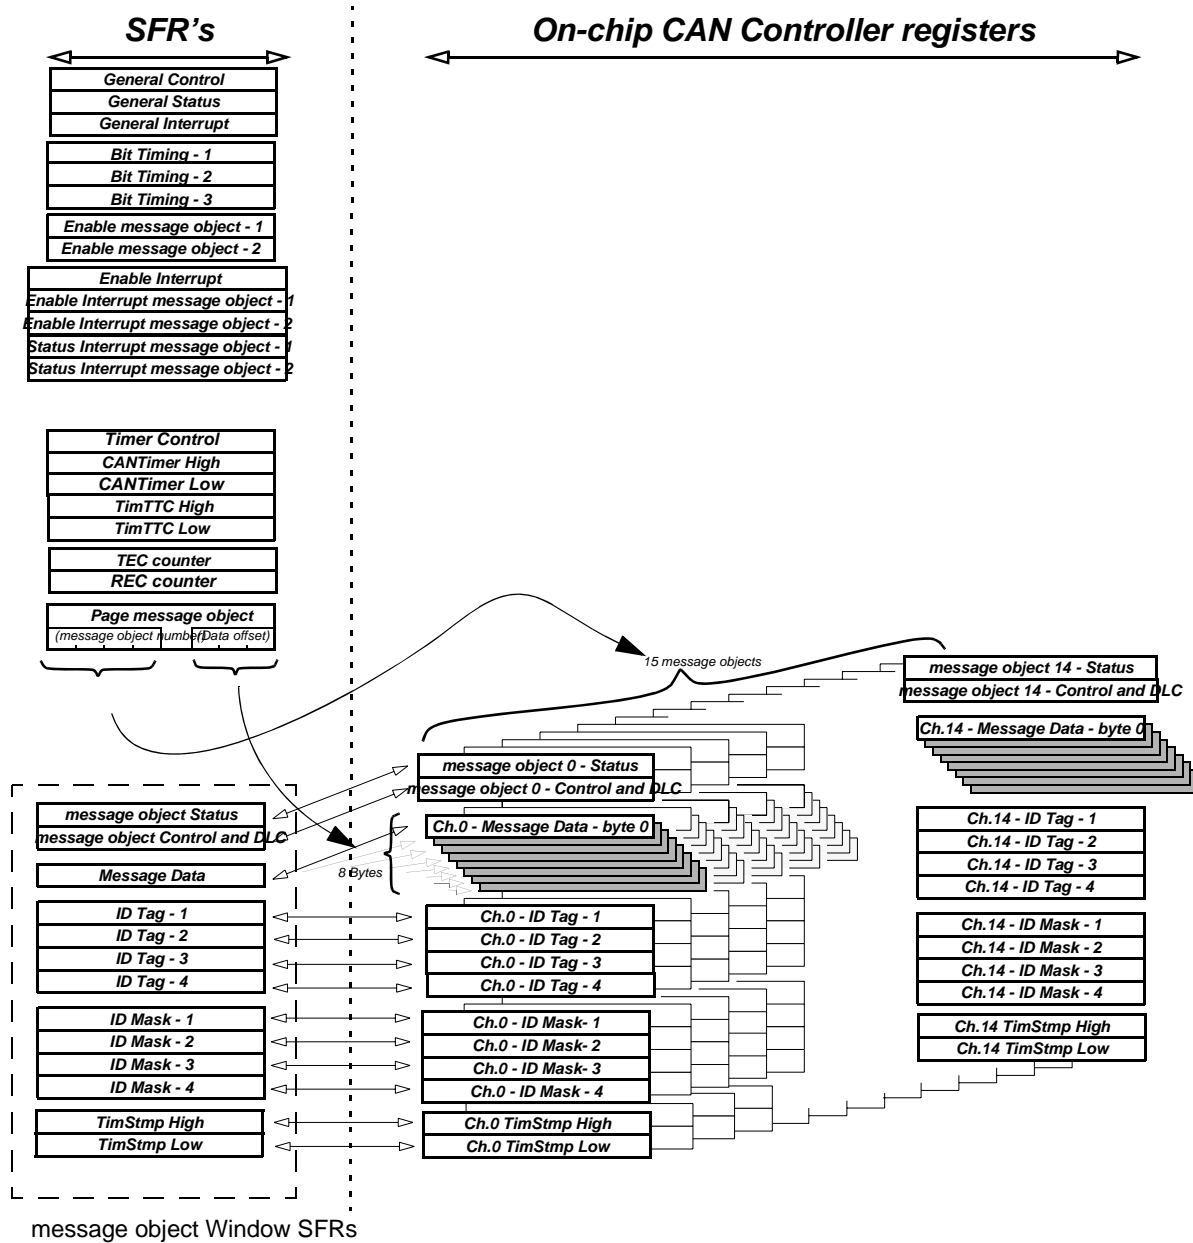 SFR's
General Control
General Status
General Interrupt
Bit Timing - 1
Bit Timing - 2
Bit Timing - 3
Enable message object - 1
Enable message object - 2
Enable Interrupt
Enable Interrupt message object - 1
Enable Interrupt message object - 2
Status Interrupt message object - 1
Status Interrupt message object - 2
Timer Control
CANTimer High
CANTimer Low
TimTTC High
TimTTC Low
TEC counter
REC counter
Page message object
(message object number)(Data offset)
message object Status
message object Control and DLC
Message Data
ID Tag - 1
ID Tag - 2
ID Tag - 3
ID Tag - 4
ID Mask - 1
ID Mask - 2
ID Mask - 3
ID Mask - 4
TimStmp High
TimStmp Low
message object Window SFRs
On-chip CAN Controller registers
15 message objects
message object 0 - Status
message object 0 - Control and DLC
8 Bytes
Ch.0 - Message Data - byte 0
Ch.0 - ID Tag - 1
Ch.0 - ID Tag - 2
Ch.0 - ID Tag - 3
Ch.0 - ID Tag - 4
Ch.0 - ID Mask- 1
Ch.0 - ID Mask- 2
Ch.0 - ID Mask- 3
Ch.0 - ID Mask - 4
Ch.0 TimStmp High
Ch.0 TimStmp Low
message object 14 - Status
message object 14 - Control and DLC
Ch.14 - Message Data - byte 0
Ch.14 - ID Tag - 1
Ch.14 - ID Tag - 2
Ch.14 - ID Tag - 3
Ch.14 - ID Tag - 4
Ch.14 - ID Mask - 1
Ch.14 - ID Mask - 2
Ch.14 - ID Mask - 3
Ch.14 - ID Mask - 4
Ch.14 TimStmp High
Ch.14 TimStmp Low